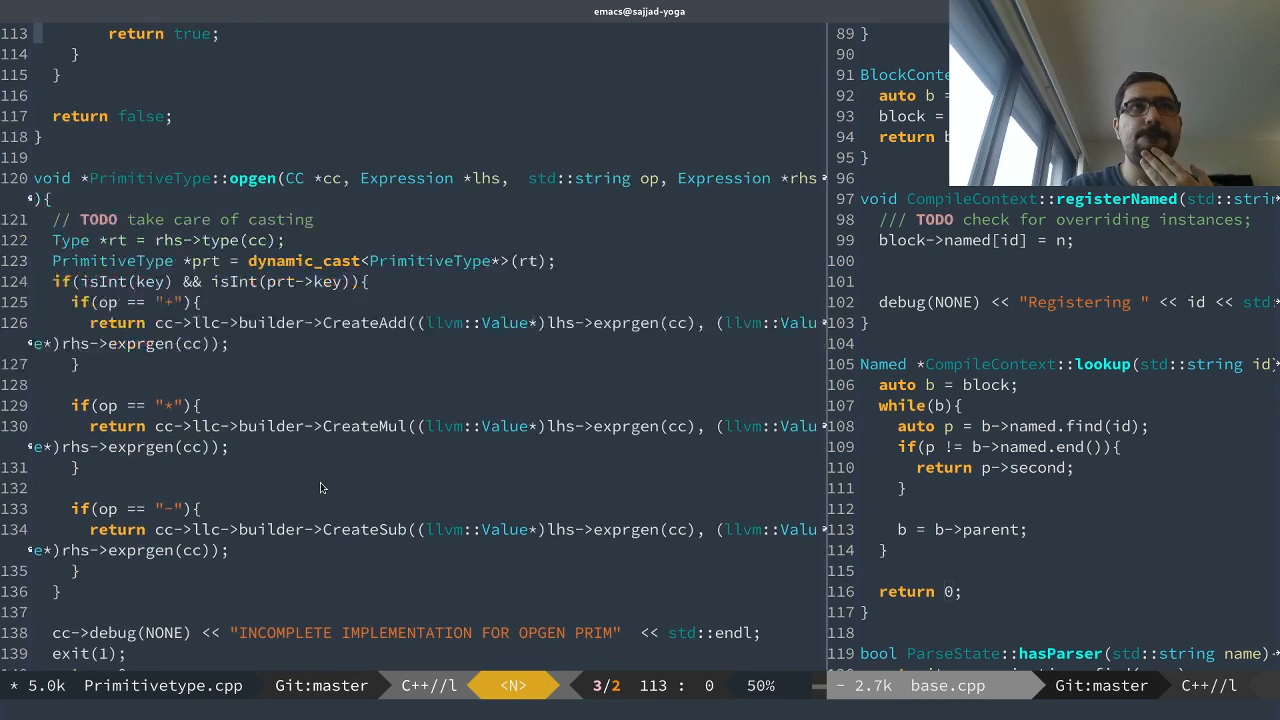 emacs@sajjad-yoga
113 return true;
114 }
115 }
116
117 return false;
118 }
119
120 void *PrimitiveType::opgen(CC *cc, Expression *lhs,  std::string op, Expression *rhs
){
121 // TODO take care of casting
122 Type *rt = rhs->type(cc);
123 PrimitiveType *prt = dynamic_cast<PrimitiveType*>(rt);
124 if(isInt(key) && isInt(prt->key)){
125 if(op == "+"){
126 return cc->llc->builder->CreateAdd((llvm::Value*)lhs->exprgen(cc), (llvm::Valu
e*)rhs->exprgen(cc));
127 }
128
129 if(op == "*"){
130 return cc->llc->builder->CreateMul((llvm::Value*)lhs->exprgen(cc), (llvm::Valu
e*)rhs->exprgen(cc));
131 }
132
133 if(op == "-"){
134 return cc->llc->builder->CreateSub((llvm::Value*)lhs->exprgen(cc), (llvm::Valu
e*)rhs->exprgen(cc));
135 }
136 }
137
138 cc->debug(NONE) << "INCOMPLETE IMPLEMENTATION FOR OPGEN PRIM"  << std::endl;
139 exit(1);
* 5.0k Primitivetype.cpp Git:master C++//l <N> 3/2 113 : 0 50%
89 }
90
91 BlockConte
92 auto b =
93 block =
94 return b
95 }
96
97 void CompileContext::registerNamed(std::strin
98 /// TODO check for overriding instances;
99 block->named[id] = n;
100
101
102 debug(NONE) << "Registering " << id << std
103 }
104
105 Named *CompileContext::lookup(std::string id)
106 auto b = block;
107 while(b){
108 auto p = b->named.find(id);
109 if(p != b->named.end()){
110 return p->second;
111 }
112
113 b = b->parent;
114 }
115
116 return 0;
117 }
118
119 bool ParseState::hasParser(std::string name)
- 2.7k base.cpp Git:master C++//l